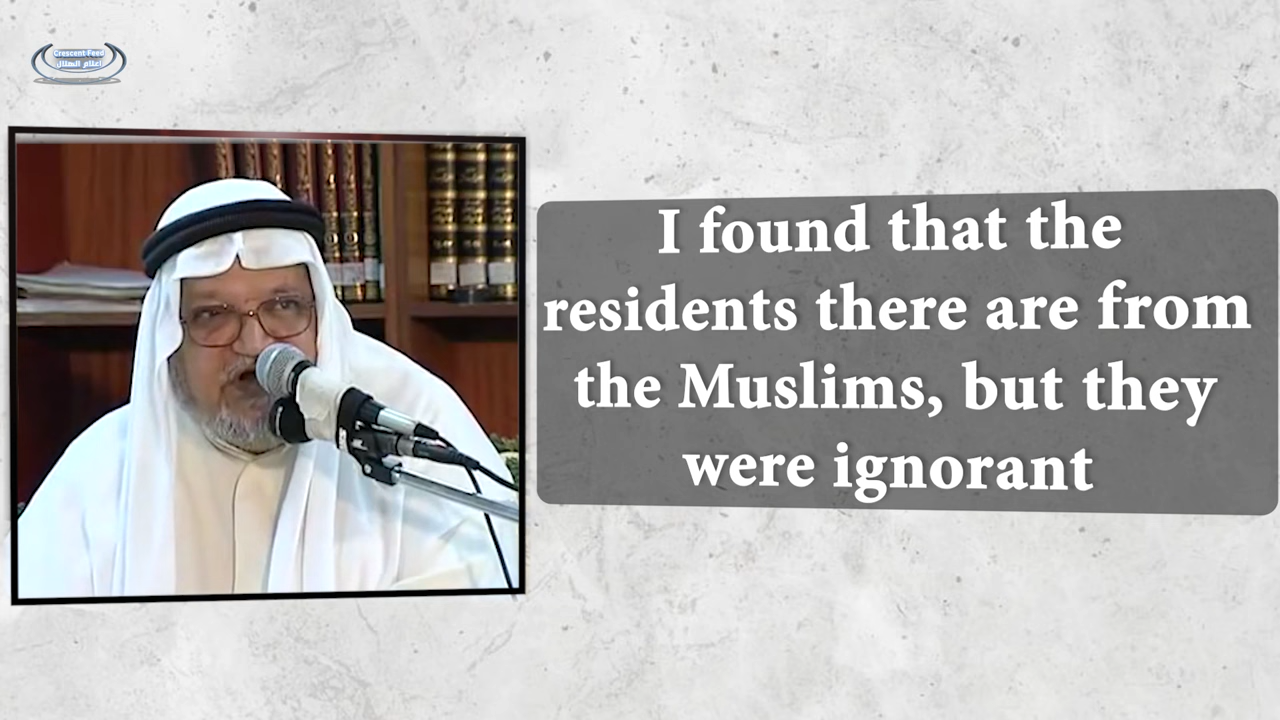 Crescent Feed
إعلام الهلال
I found that the
residents there are from
the Muslims, but they
were ignorant